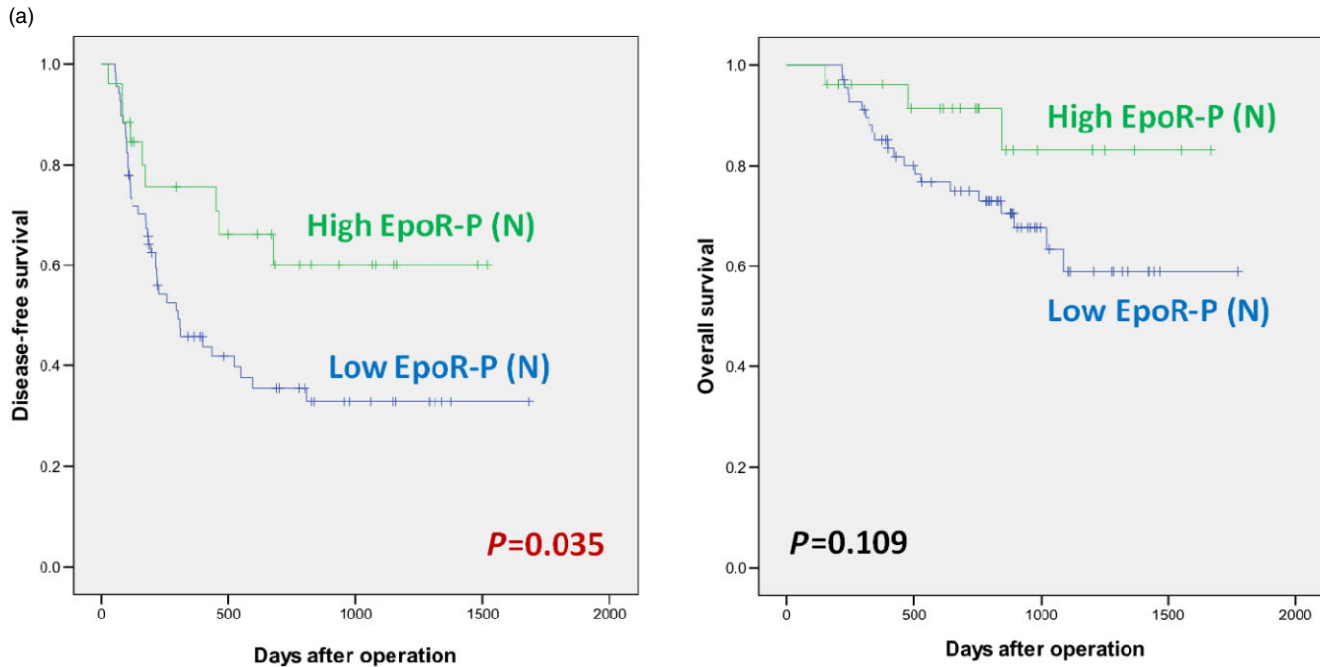 (a)
Disease-free survival
1.0
0.8
0.6
0.4
0.2
0.0
High EpoR-P (N)
Low EpoR-P (N)
P=0.035
0 500 1000 1500 2000
Days after operation
Overall survival
1.0
0.8
0.6
0.4
0.2
0.0
High EpoR-P (N)
Low EpoR-P (N)
P=0.109
0 500 1000 1500 2000
Days after operation